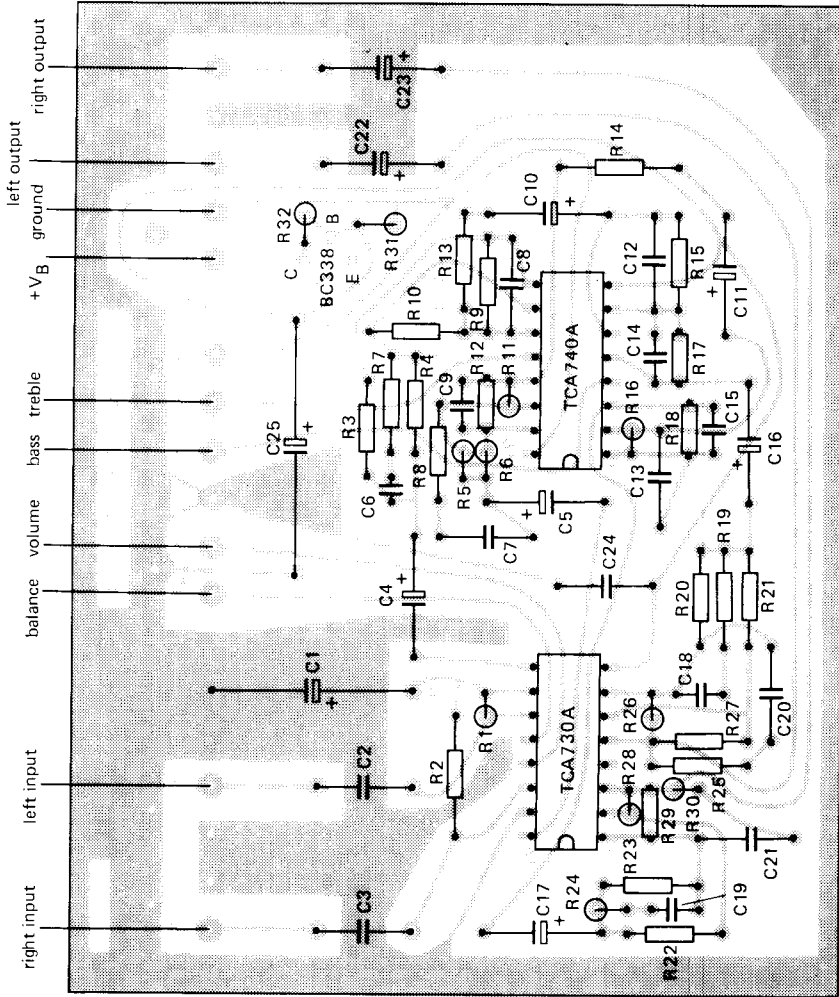 right output
left output
ground
+VB
treble
bass
volume
balance
left input
right input
C23
+
C22
+
R14
C10
+
R32
B
R31
C
BC338
E
R13
R9
C8
C12
R15
C11
+
R10
TCA740A
C14
R17
R7
R4
R12
R11
C9
R16
R18
C15
C16
+
C25
+
R3
R8
R5
R6
C13
C6
C5
+
C7
C24
R19
R20
R21
C4
+
C1
+
C18
C20
R1
R26
R27
C2
R2
TCA730A
R28
R25
R30
R29
C21
R23
C3
C17
+
R24
C19
R22